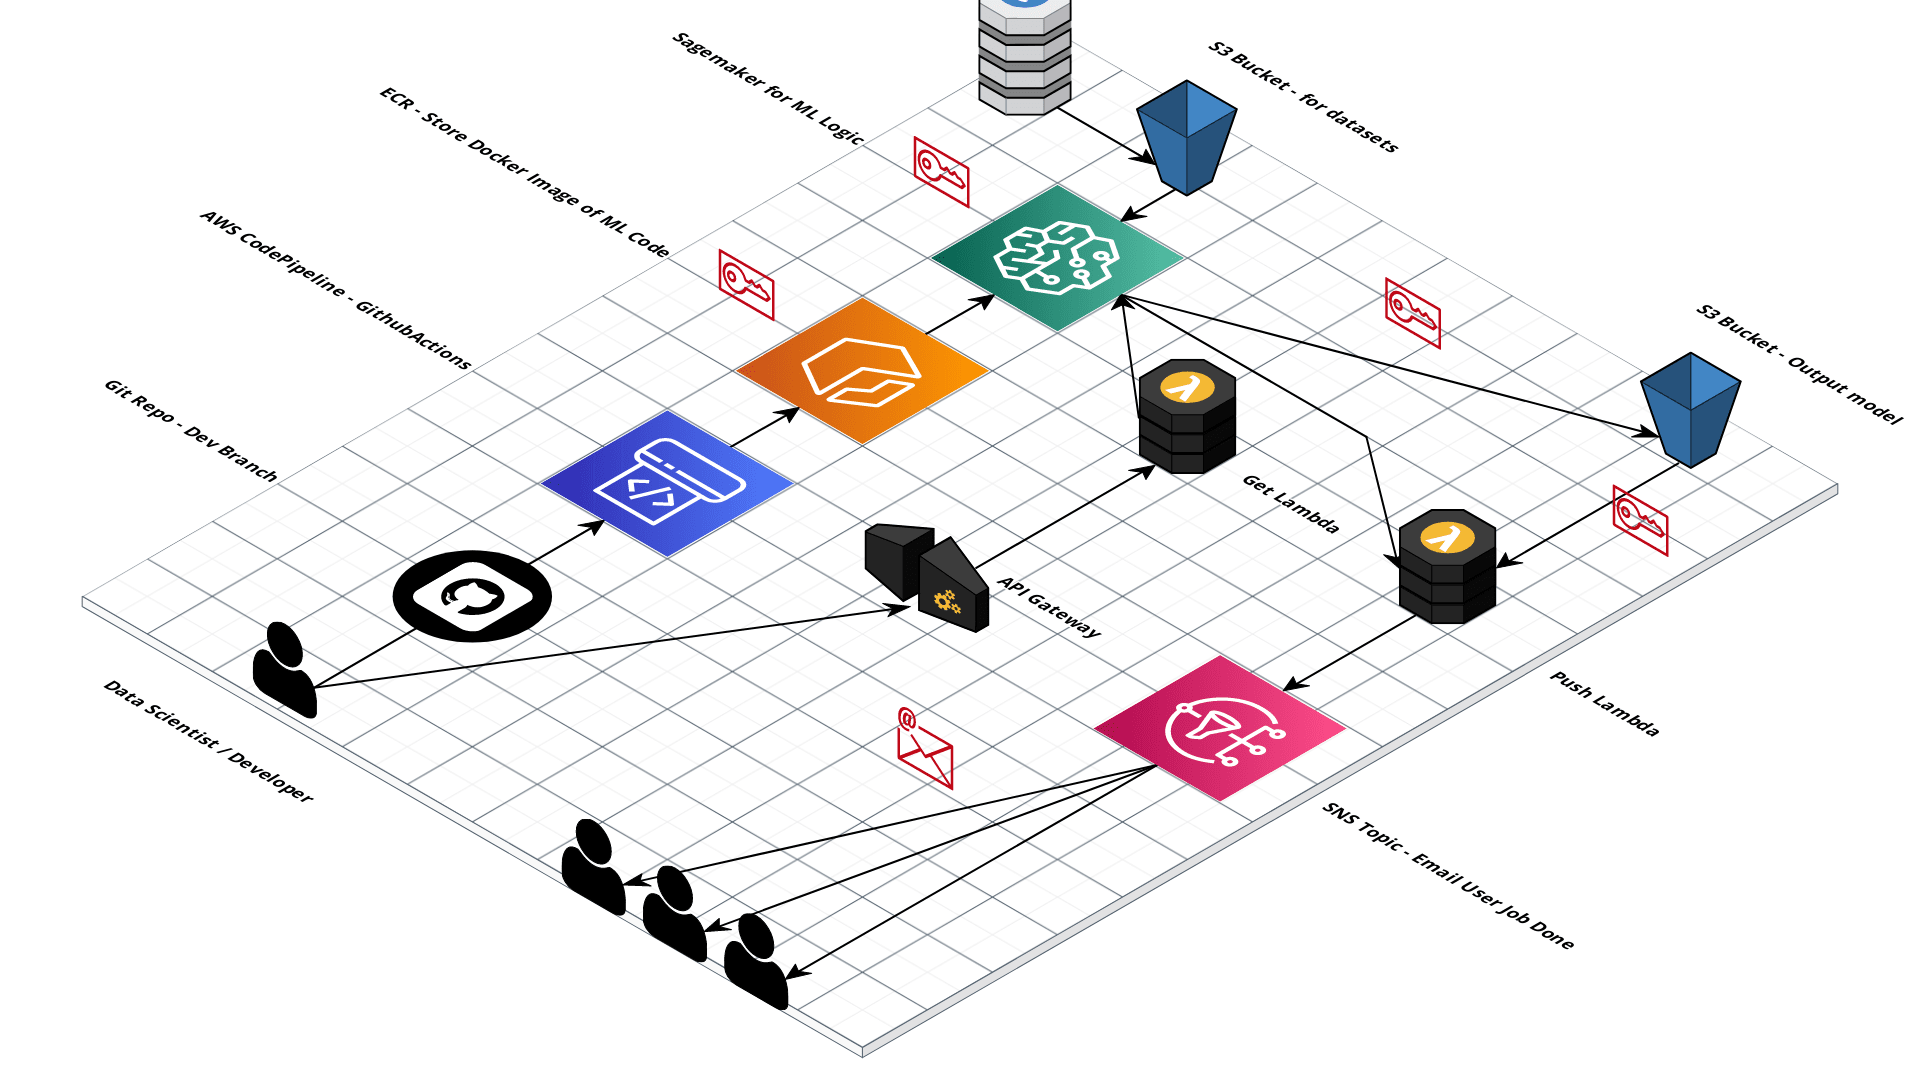 Sagemaker for ML Logic
S3 Bucket - for datasets
ECR - Store Docker Image of ML Code
AWS CodePipeline - GithubActions
S3 Bucket - Output model
Git Repo - Dev Branch
</>
λ
Get Lambda
λ
API Gateway
Data Scientist / Developer
Push Lambda
@
SNS Topic - Email User Job Done